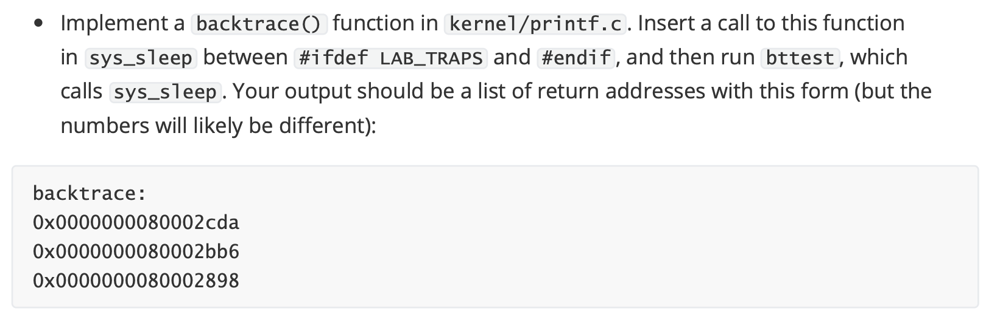 • Implement a backtrace() function in kernel/printf.c. Insert a call to this function
in sys_sleep between #ifdef LAB_TRAPS and #endif, and then run bttest, which
calls sys_sleep. Your output should be a list of return addresses with this form (but the
numbers will likely be different):
backtrace:
0x0000000080002cda
0x0000000080002bb6
0x0000000080002898